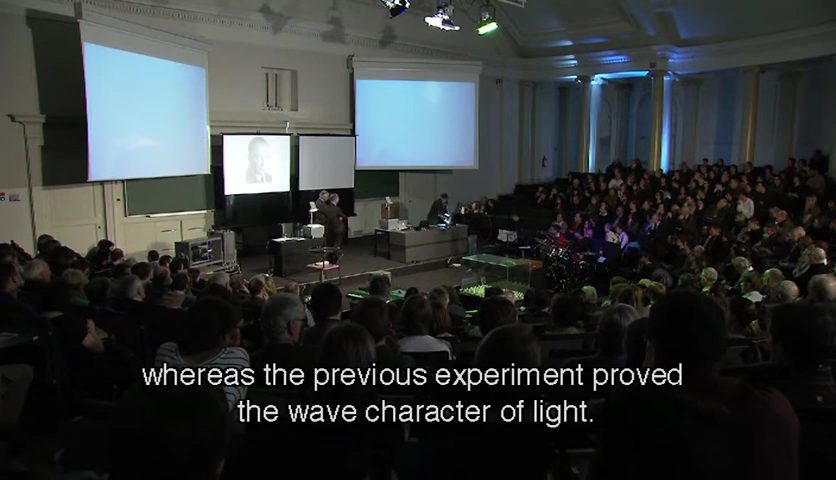 whereas the previous experiment proved
the wave character of light.